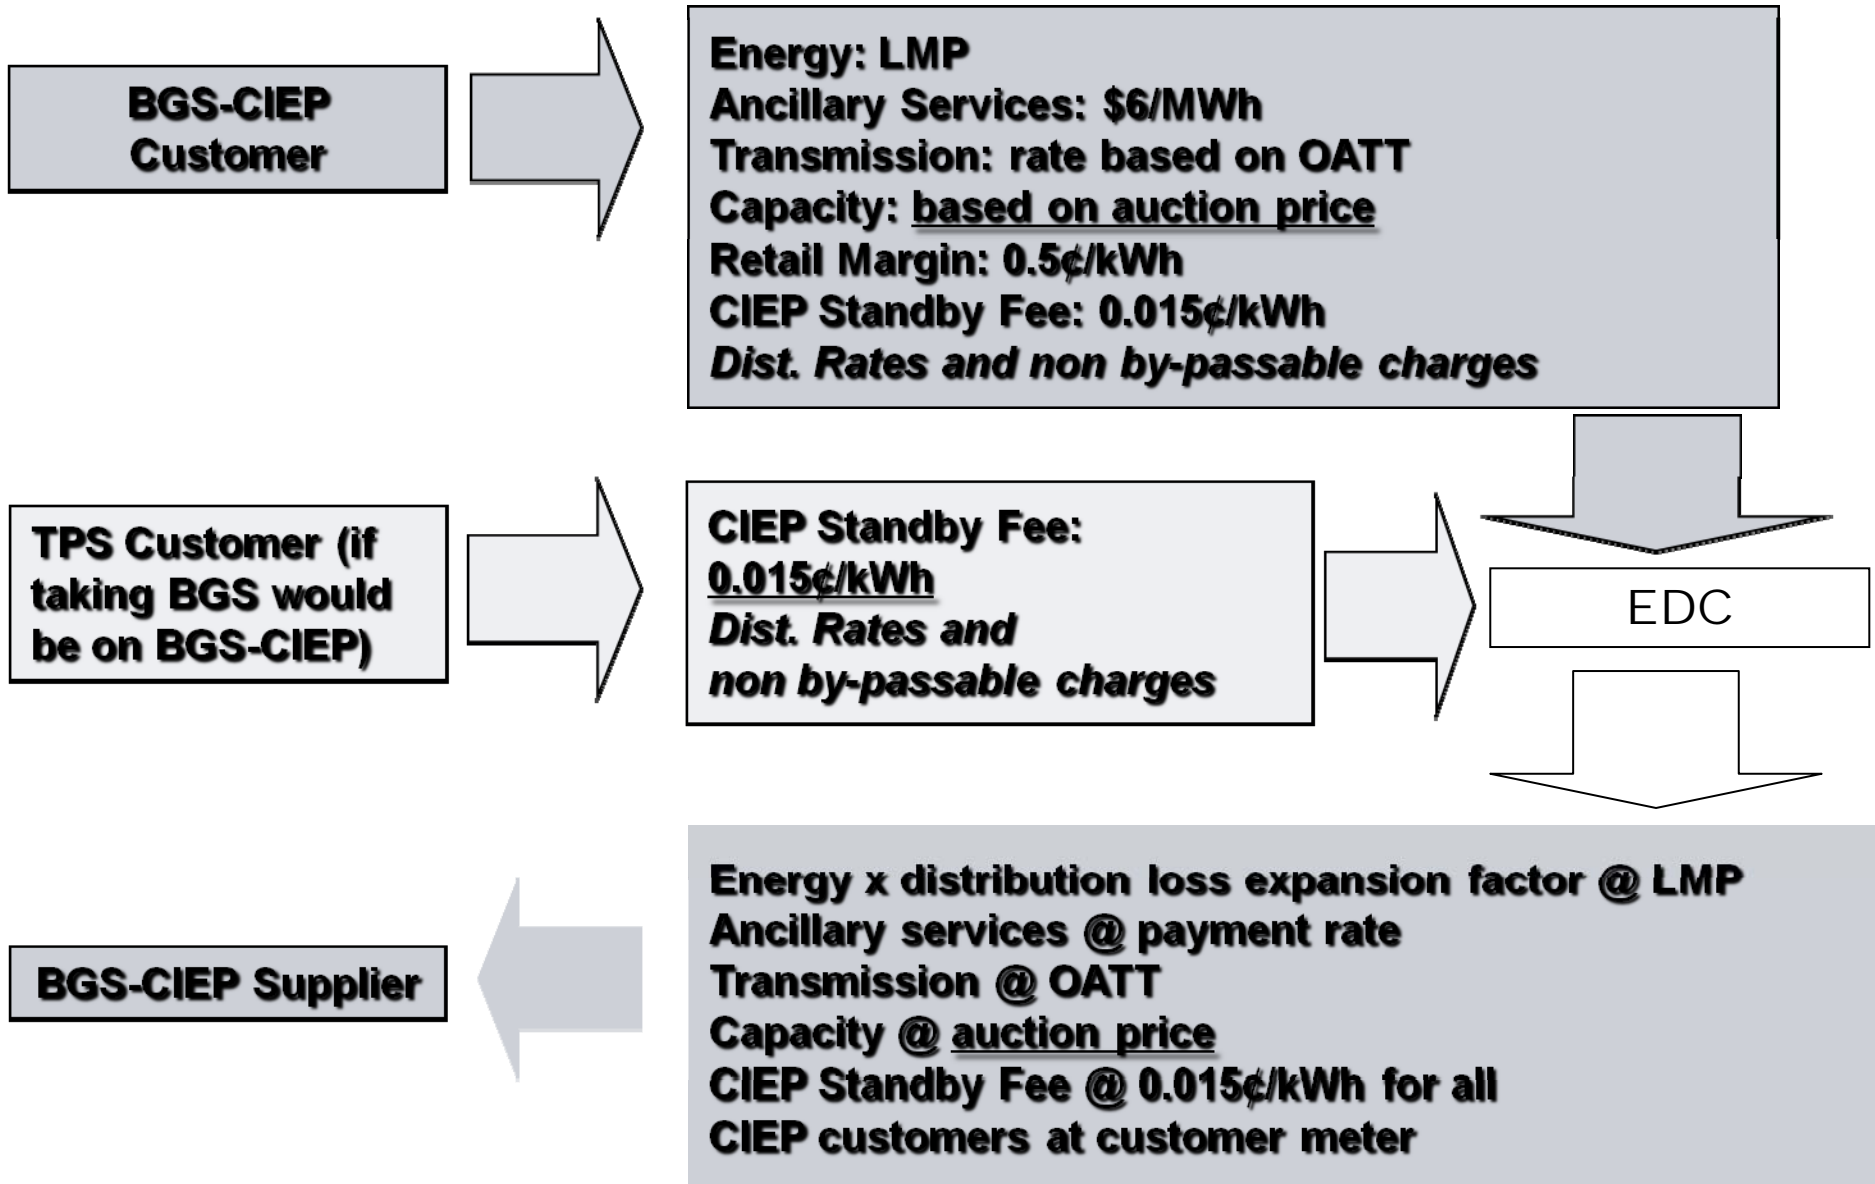 BGS-CIEP
Customer
Energy: LMP
Ancillary Services: $6/MWh
Transmission: rate based on OATT
Capacity: based on auction price
Retail Margin: 0.5¢/kWh
CIEP Standby Fee: 0.015¢/kWh
Dist. Rates and non by-passable charges
TPS Customer (if
taking BGS would
be on BGS-CIEP)
CIEP Standby Fee:
0.015¢/kWh
Dist. Rates and
non by-passable charges
EDC
BGS-CIEP Supplier
Energy x distribution loss expansion factor @ LMP
Ancillary services @ payment rate
Transmission @ OATT
Capacity @ auction price
CIEP Standby Fee @ 0.015¢/kWh for all
CIEP customers at customer meter